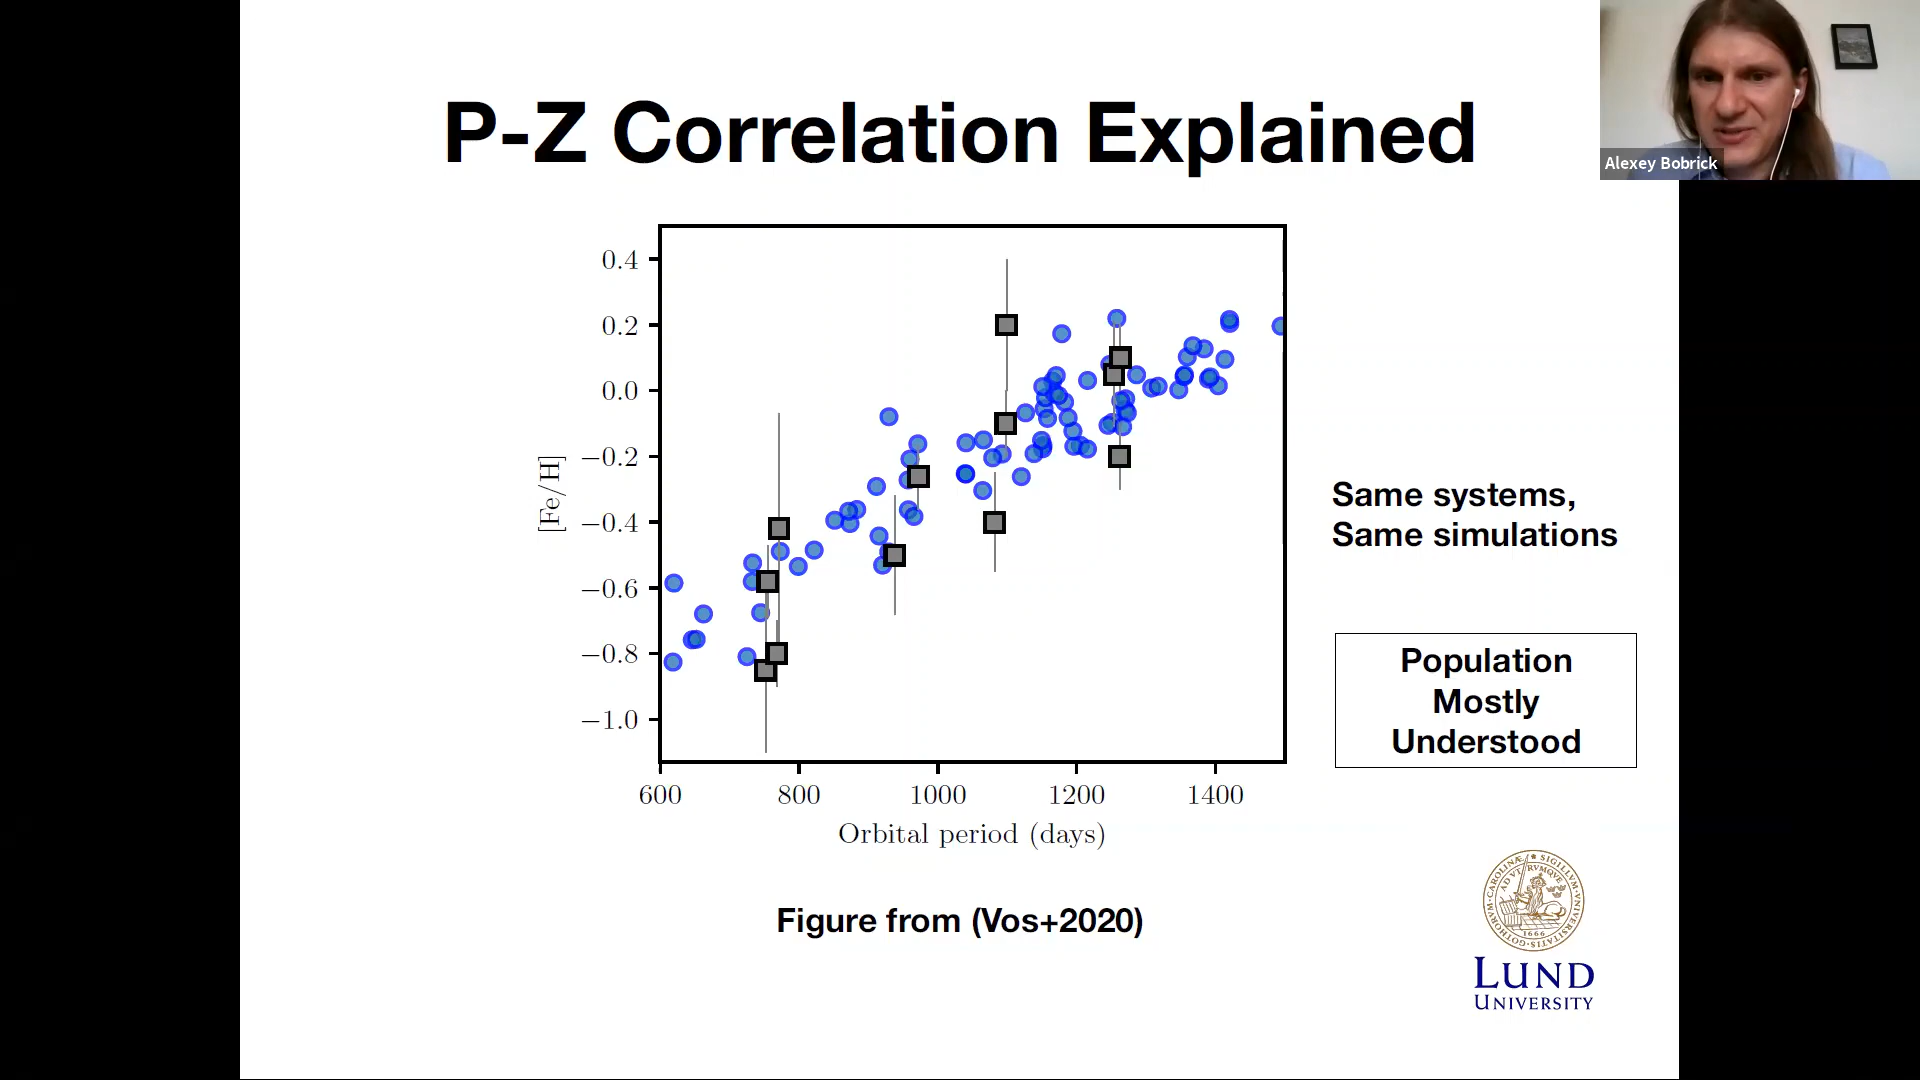 P-Z Correlation Explained
Alexey Bobrick
0.4
0.2
0.0
−0.2
−0.4
−0.6
−0.8
−1.0
[Fe/H]
600 800 1000 1200 1400
Orbital period (days)
Same systems,
Same simulations
Population
Mostly
Understood
Figure from (Vos+2020)
1666
LUND
UNIVERSITY